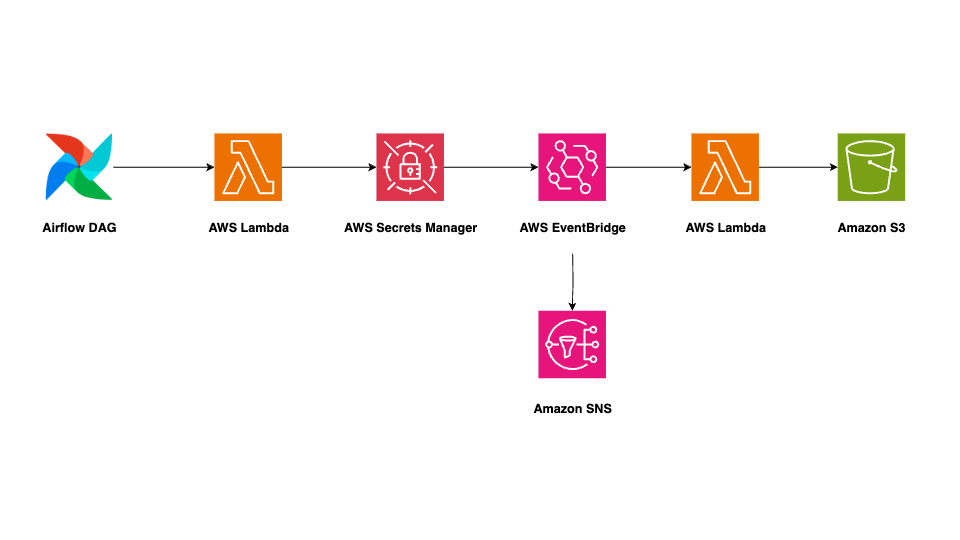 Airflow DAG
AWS Lambda
AWS Secrets Manager
AWS EventBridge
AWS Lambda
Amazon S3
Amazon SNS